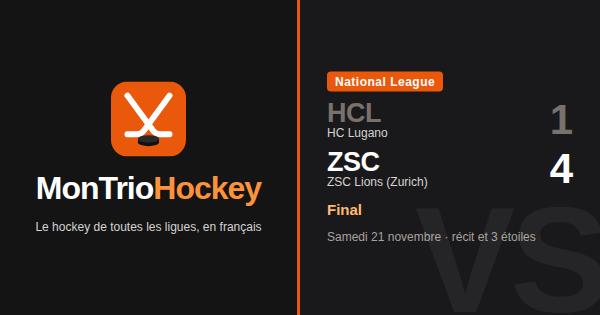 MonTrioHockey
Le hockey de toutes les ligues, en français
National League
HCL 1
HC Lugano
ZSC 4
ZSC Lions (Zurich)
Final
Samedi 21 novembre · récit et 3 étoiles
VS